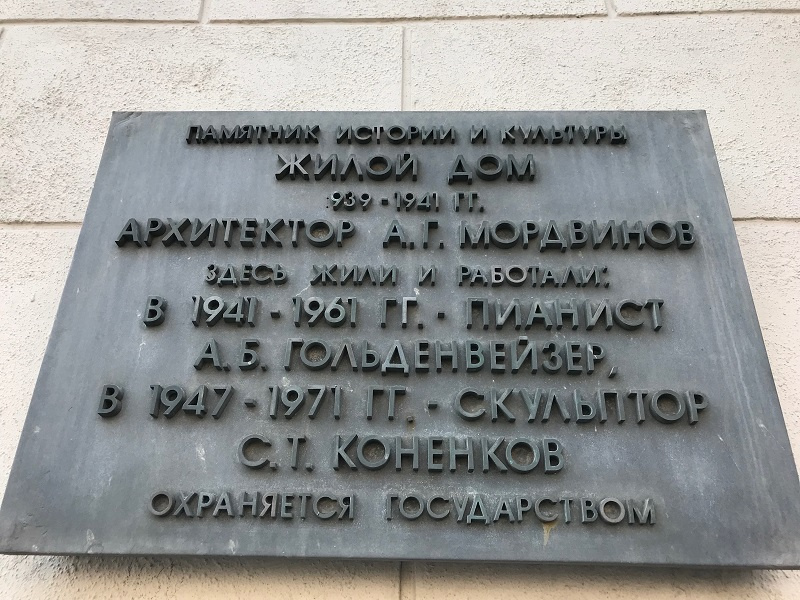 ПАМЯТНИК ИСТОРИИ И КУЛЬТУРЫ
ЖИЛОЙ ДОМ
939 - 1941 ГГ.
АРХИТЕКТОР А.Г. МОРДВИНОВ
ЗДЕСЬ ЖИЛИ И РАБОТАЛИ:
В 1941 - 1961 ГГ. - ПИАНИСТ
А.Б. ГОЛЬДЕНВЕЙЗЕР,
В 1947 - 1971 ГГ. - СКУЛЬПТОР
С.Т. КОНЕНКОВ
ОХРАНЯЕТСЯ ГОСУДАРСТВОМ